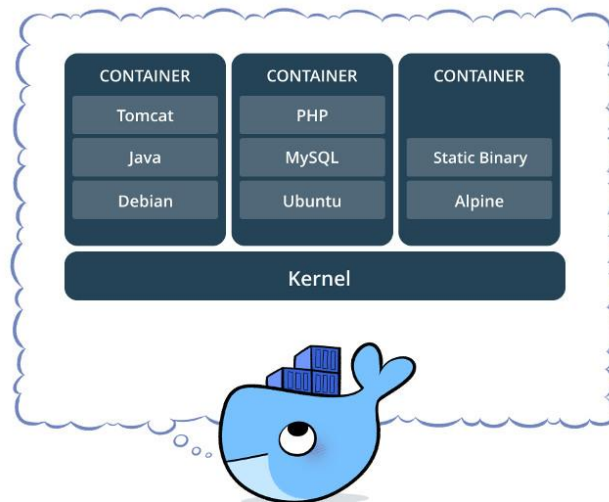 CONTAINER
Tomcat
Java
Debian
CONTAINER
PHP
MySQL
Ubuntu
CONTAINER
Static Binary
Alpine
Kernel